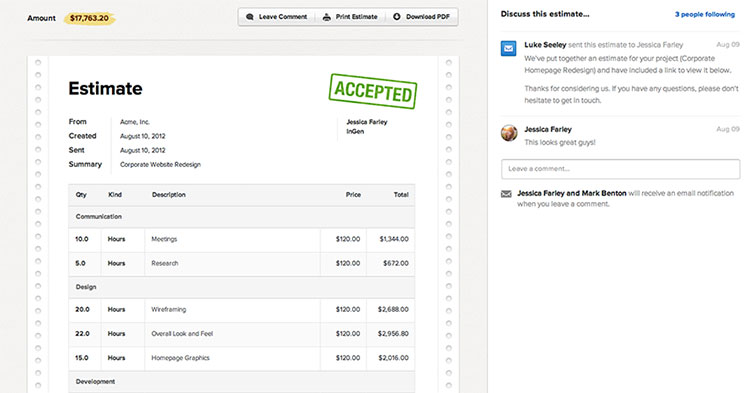 Amount $17,763.20
Leave Comment Print Estimate Download PDF
Estimate
ACCEPTED
From Acme, Inc.
Created August 10, 2012
Sent August 10, 2012
Summary Corporate Website Redesign
Jessica Farley
InGen
Qty Kind Description Price Total
Communication
10.0 Hours Meetings $120.00 $1,344.00
5.0 Hours Research $120.00 $672.00
Design
20.0 Hours Wireframing $120.00 $2,688.00
22.0 Hours Overall Look and Feel $120.00 $2,956.80
15.0 Hours Homepage Graphics $120.00 $2,016.00
Development
Discuss this estimate... 3 people following
Luke Seeley sent this estimate to Jessica Farley Aug 09
We've put together an estimate for your project (Corporate
Homepage Redesign) and have included a link to view it below.
Thanks for considering us. If you have any questions, please don't
hesitate to get in touch.
Jessica Farley Aug 09
This looks great guys!
Leave a comment...
Jessica Farley and Mark Benton will receive an email notification
when you leave a comment.